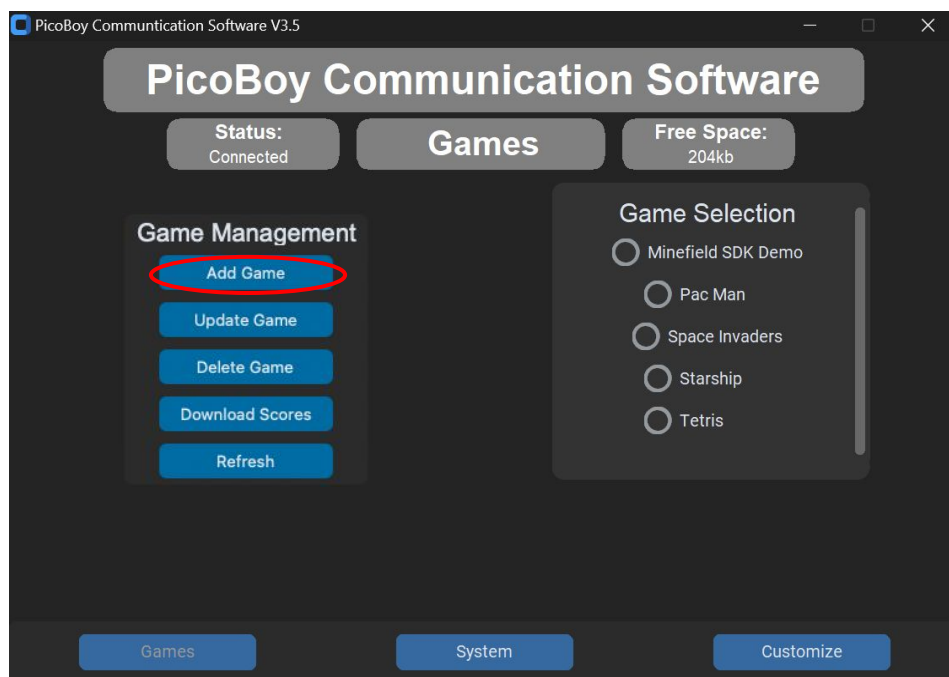 PicoBoy Communtication Software V3.5
PicoBoy Communication Software
Status:
Connected
Games
Free Space:
204kb
Game Management
Add Game
Update Game
Delete Game
Download Scores
Refresh
Game Selection
Minefield SDK Demo
Pac Man
Space Invaders
Starship
Tetris
Games
System
Customize